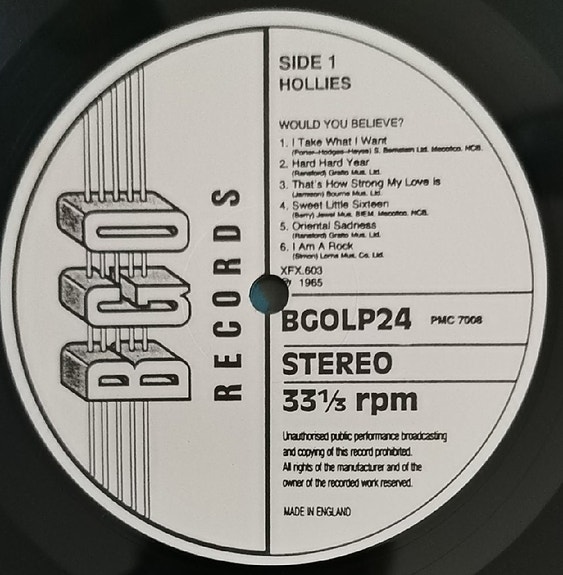 BGO
RECORDS
SIDE 1
HOLLIES
WOULD YOU BELIEVE?
1. I Take What I Want
(Porter–Hodges–Hayes) S. Bernstein Ltd. Mecolico. NCB.
2. Hard Hard Year
(Ransford) Gralto Mus. Ltd.
3. That's How Strong My Love is
(Jamison) Bourne Mus. Ltd.
4. Sweet Little Sixteen
(Berry) Jewel Mus. BIEM. Mecolico. NCB.
5. Oriental Sadness
(Ransford) Gralto Mus. Ltd.
6. I Am A Rock
(Simon) Lorna Mus. Co. Ltd.
XFX.603
℗ 1965
BGOLP24 PMC 7008
STEREO
33⅓ rpm
Unauthorised public performance broadcasting
and copying of this record prohibited.
All rights of the manufacturer and of the
owner of the recorded work reserved.
MADE IN ENGLAND